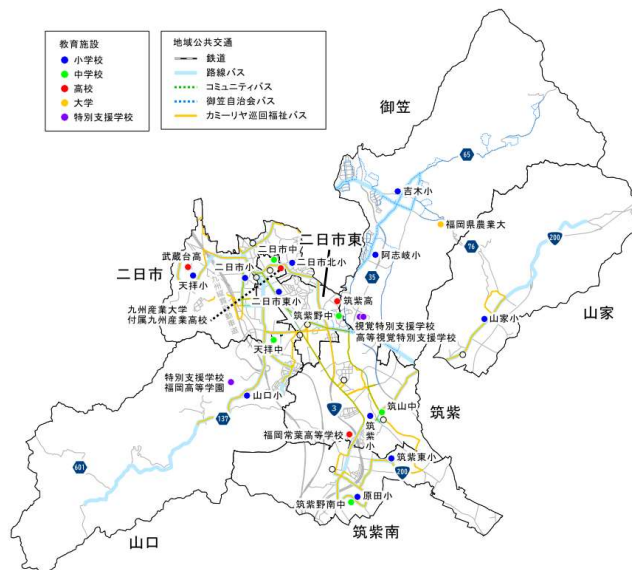 教育施設
小学校
中学校
高校
大学
特別支援学校
地域公共交通
鉄道
路線バス
コミュニティバス
御笠自治会バス
カミーリヤ巡回福祉バス
御笠
65
吉木小
福岡県農業大
200
76
阿志岐小
35
二日市東
二日市中
二日市北小
武蔵台高
二日市小
二日市
天拝小
二日市東小
筑紫高
山家
九州産業大学
付属九州産業高校
筑紫野中
視覚特別支援学校
高等視覚特別支援学校
山家小
天拝中
特別支援学校
福岡高等学園
山口小
筑紫
3
筑山中
137
筑紫小
福岡常葉高等学校
筑紫東小
601
200
筑紫野南中
原田小
山口
筑紫南